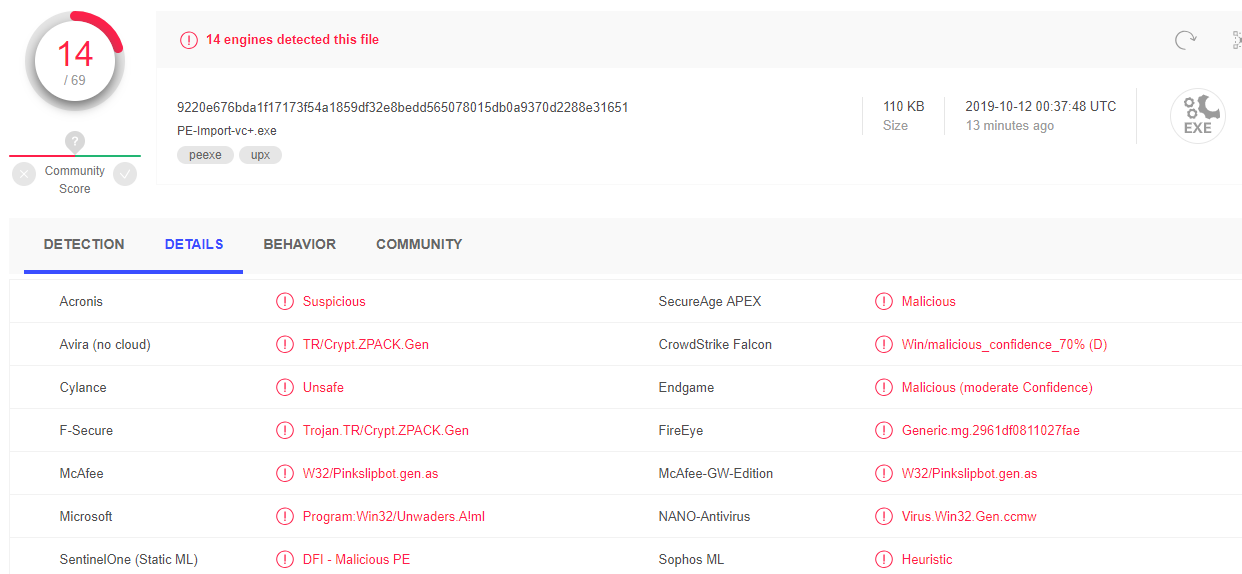 14
/ 69
14 engines detected this file
?
Community
Score
9220e676bda1f17173f54a1859df32e8bedd565078015db0a9370d2288e31651
PE-Import-vc+.exe
peexe upx
110 KB
Size
2019-10-12 00:37:48 UTC
13 minutes ago
EXE
DETECTION DETAILS BEHAVIOR COMMUNITY
Acronis Suspicious SecureAge APEX Malicious
Avira (no cloud) TR/Crypt.ZPACK.Gen CrowdStrike Falcon Win/malicious_confidence_70% (D)
Cylance Unsafe Endgame Malicious (moderate Confidence)
F-Secure Trojan.TR/Crypt.ZPACK.Gen FireEye Generic.mg.2961df0811027fae
McAfee W32/Pinkslipbot.gen.as McAfee-GW-Edition W32/Pinkslipbot.gen.as
Microsoft Program:Win32/Unwaders.A!ml NANO-Antivirus Virus.Win32.Gen.ccmw
SentinelOne (Static ML) DFI - Malicious PE Sophos ML Heuristic